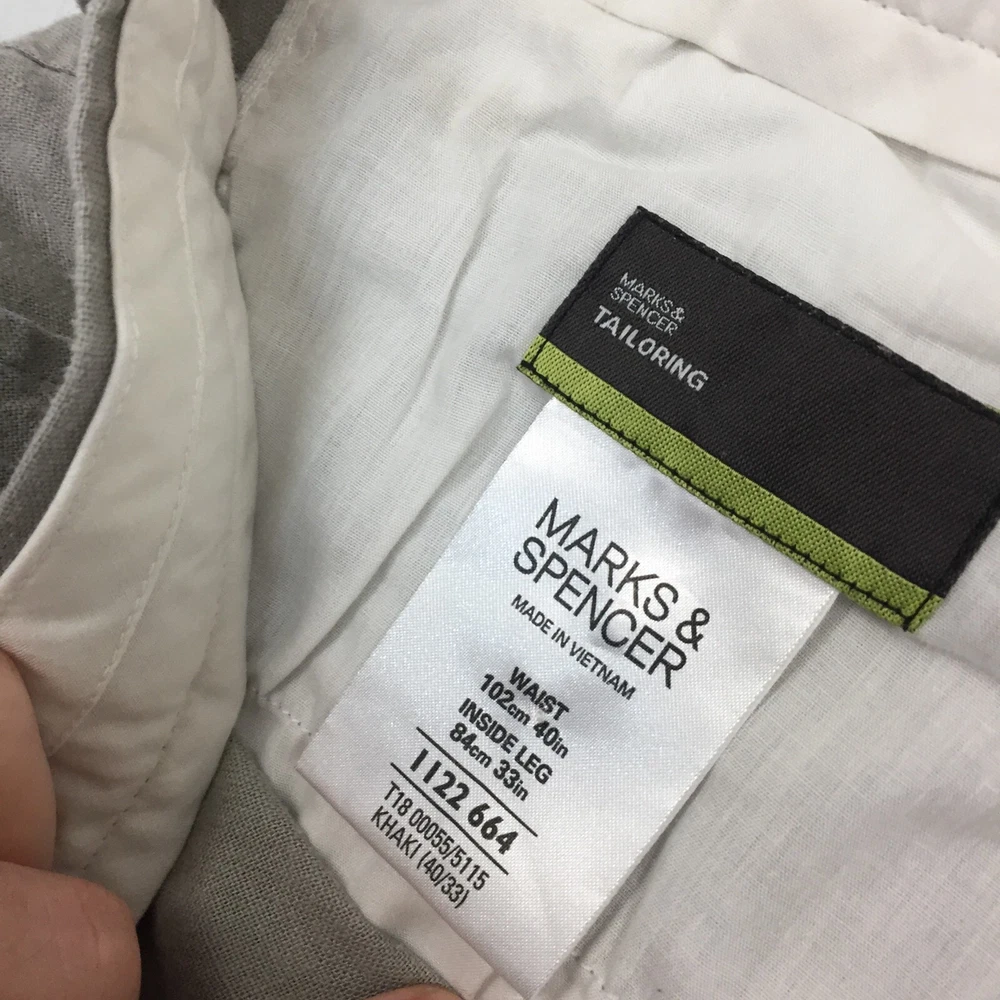 MARKS &
SPENCER
TAILORING
MARKS &
SPENCER
MADE IN VIETNAM
WAIST
102cm 40in
INSIDE LEG
84cm 33in
1122 664
T18 00055/5115
KHAKI (40/33)